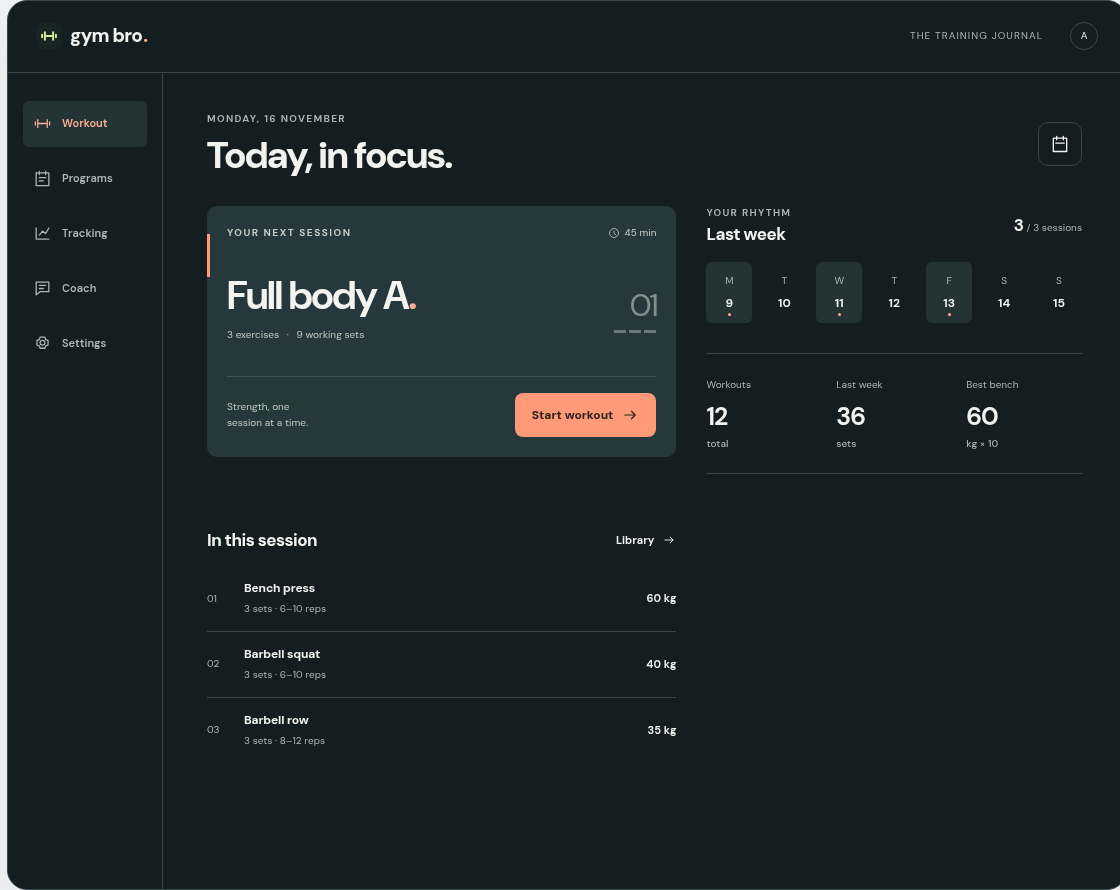 gym bro.
THE TRAINING JOURNAL
A
Workout
Programs
Tracking
Coach
Settings
MONDAY, 16 NOVEMBER
Today, in focus.
YOUR NEXT SESSION
45 min
Full body A.
01
3 exercises · 9 working sets
Strength, one
session at a time.
Start workout
YOUR RHYTHM
Last week
3 / 3 sessions
M T W T F S S
9 10 11 12 13 14 15
Workouts
12
total
Last week
36
sets
Best bench
60
kg × 10
In this session
Library
01
Bench press
3 sets · 6–10 reps
60 kg
02
Barbell squat
3 sets · 6–10 reps
40 kg
03
Barbell row
3 sets · 8–12 reps
35 kg